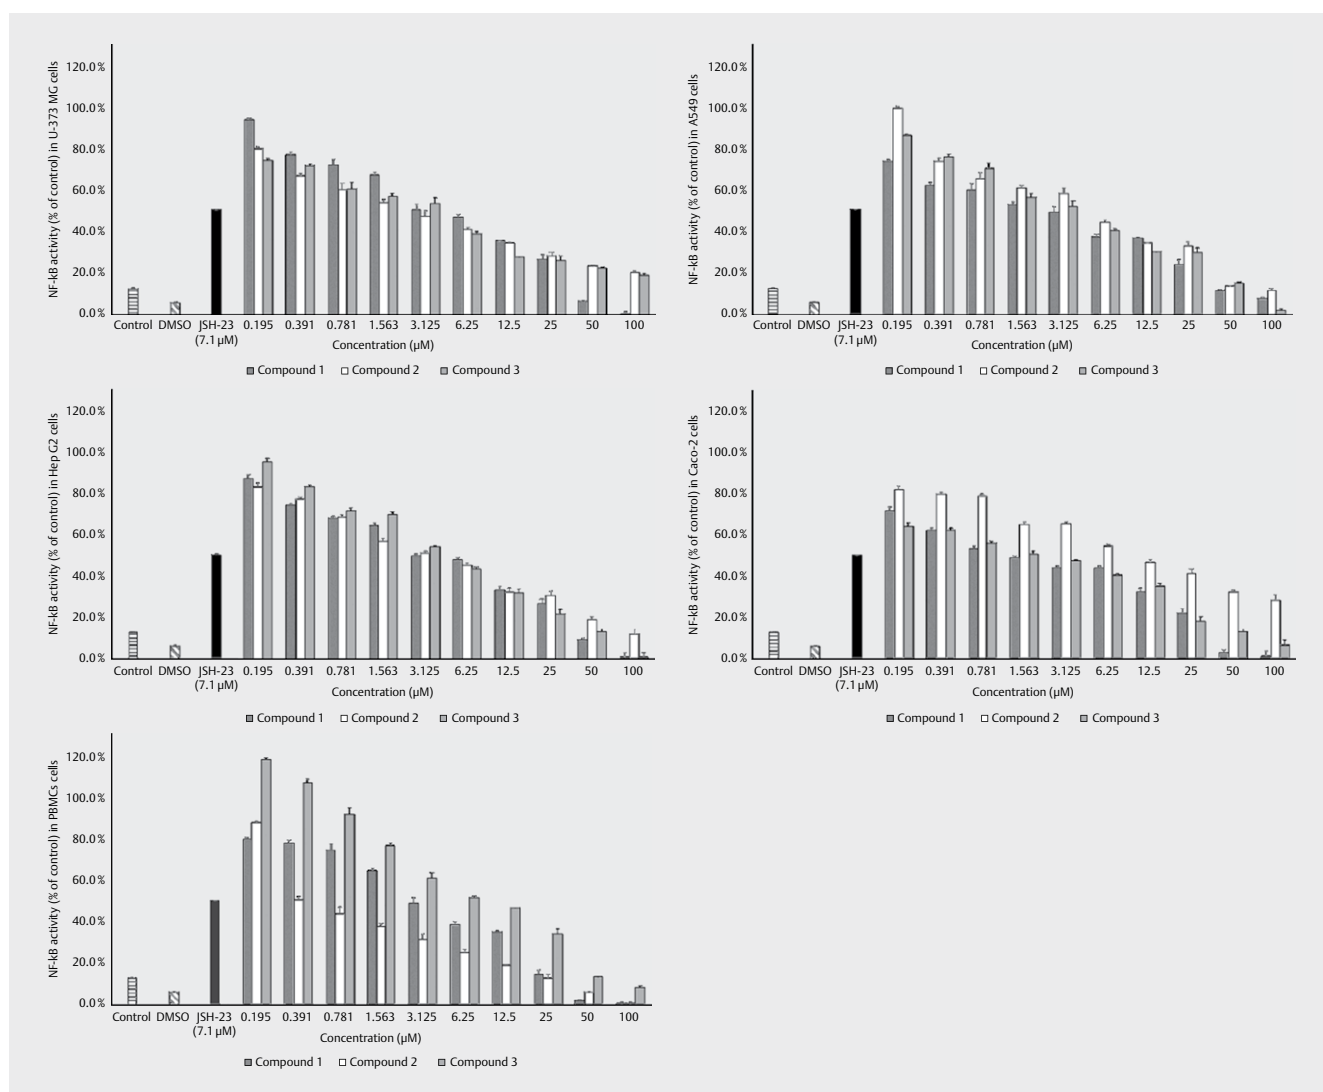 NF-kB activity (% of control) in U-373 MG cells
120.0 %
100.0 %
80.0 %
60.0 %
40.0 %
20.0 %
0.0 %
Control DMSO JSH-23 0.195 0.391 0.781 1.563 3.125 6.25 12.5 25 50 100
(7.1 µM)
Concentration (µM)
Compound 1 Compound 2 Compound 3
NF-kB activity (% of control) in A549 cells
120.0 %
100.0 %
80.0 %
60.0 %
40.0 %
20.0 %
0.0 %
Control DMSO JSH-23 0.195 0.391 0.781 1.563 3.125 6.25 12.5 25 50 100
(7.1 µM)
Concentration (µM)
Compound 1 Compound 2 Compound 3
NF-kB activity (% of control) in Hep G2 cells
120.0 %
100.0 %
80.0 %
60.0 %
40.0 %
20.0 %
0.0 %
Control DMSO JSH-23 0.195 0.391 0.781 1.563 3.125 6.25 12.5 25 50 100
(7.1 µM)
Concentration (µM)
Compound 1 Compound 2 Compound 3
NF-kB activity (% of control) in Caco-2 cells
120.0 %
100.0 %
80.0 %
60.0 %
40.0 %
20.0 %
0.0 %
Control DMSO JSH-23 0.195 0.391 0.781 1.563 3.125 6.25 12.5 25 50 100
(7.1 µM)
Concentration (µM)
Compound 1 Compound 2 Compound 3
NF-kB activity (% of control) in PBMCs cells
120.0 %
100.0 %
80.0 %
60.0 %
40.0 %
20.0 %
0.0 %
Control DMSO JSH-23 0.195 0.391 0.781 1.563 3.125 6.25 12.5 25 50 100
(7.1 µM)
Concentration (µM)
Compound 1 Compound 2 Compound 3